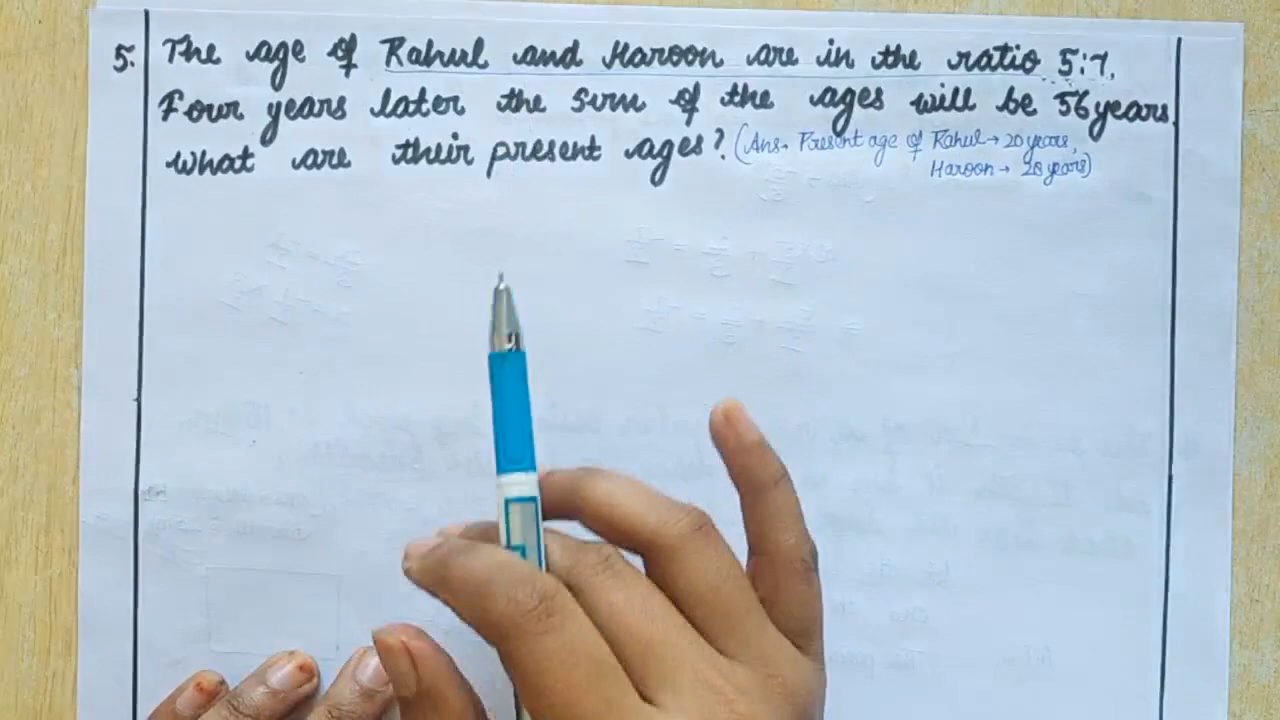 5. The age of Rahul and Haroon are in the ratio 5:7.
Four years later the sum of the ages will be 56 years.
What are their present ages? (Ans. Present age of Rahul → 20 years,
Haroon → 28 years)